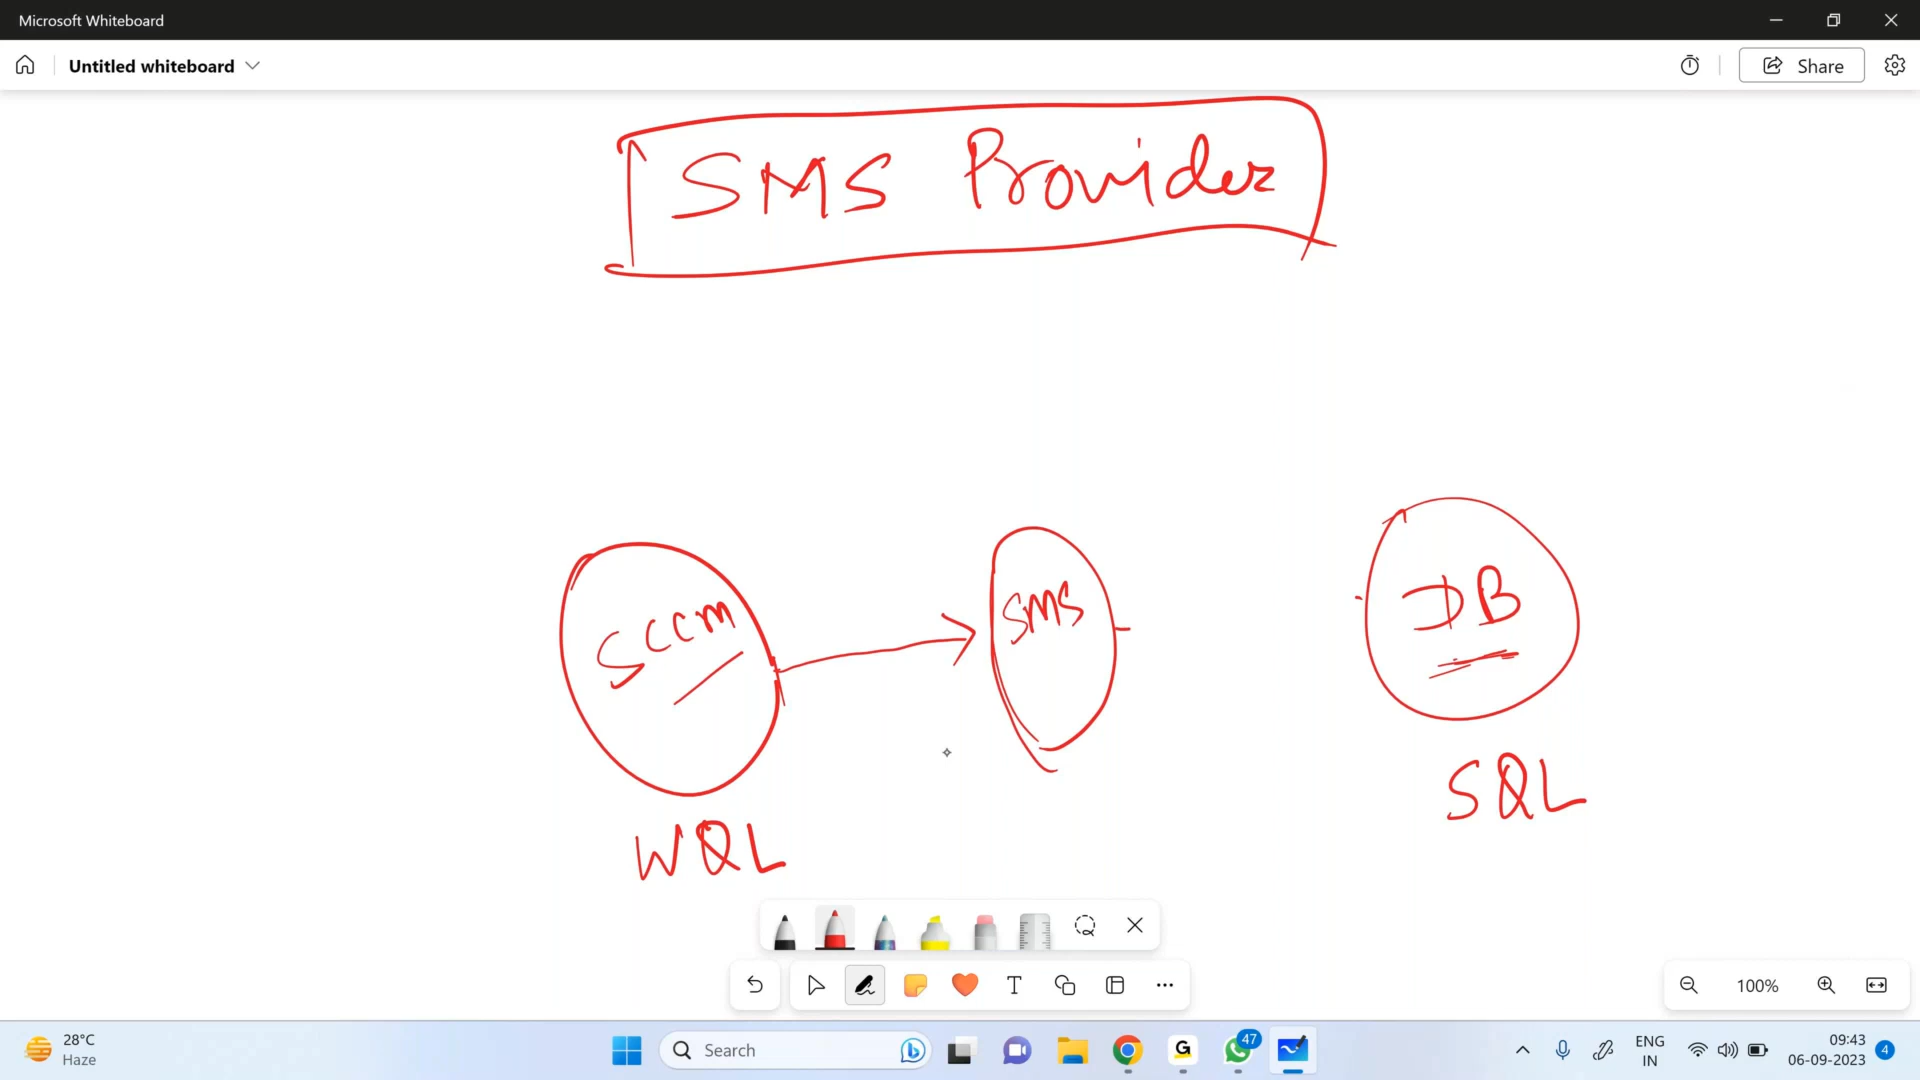 Microsoft Whiteboard
Untitled whiteboard
Share
SMS Provider
SCCM
SMS
DB
WQL
SQL
T
100%
28°C
Haze
Search
G
47
ENG
IN
09:43
06-09-2023
4